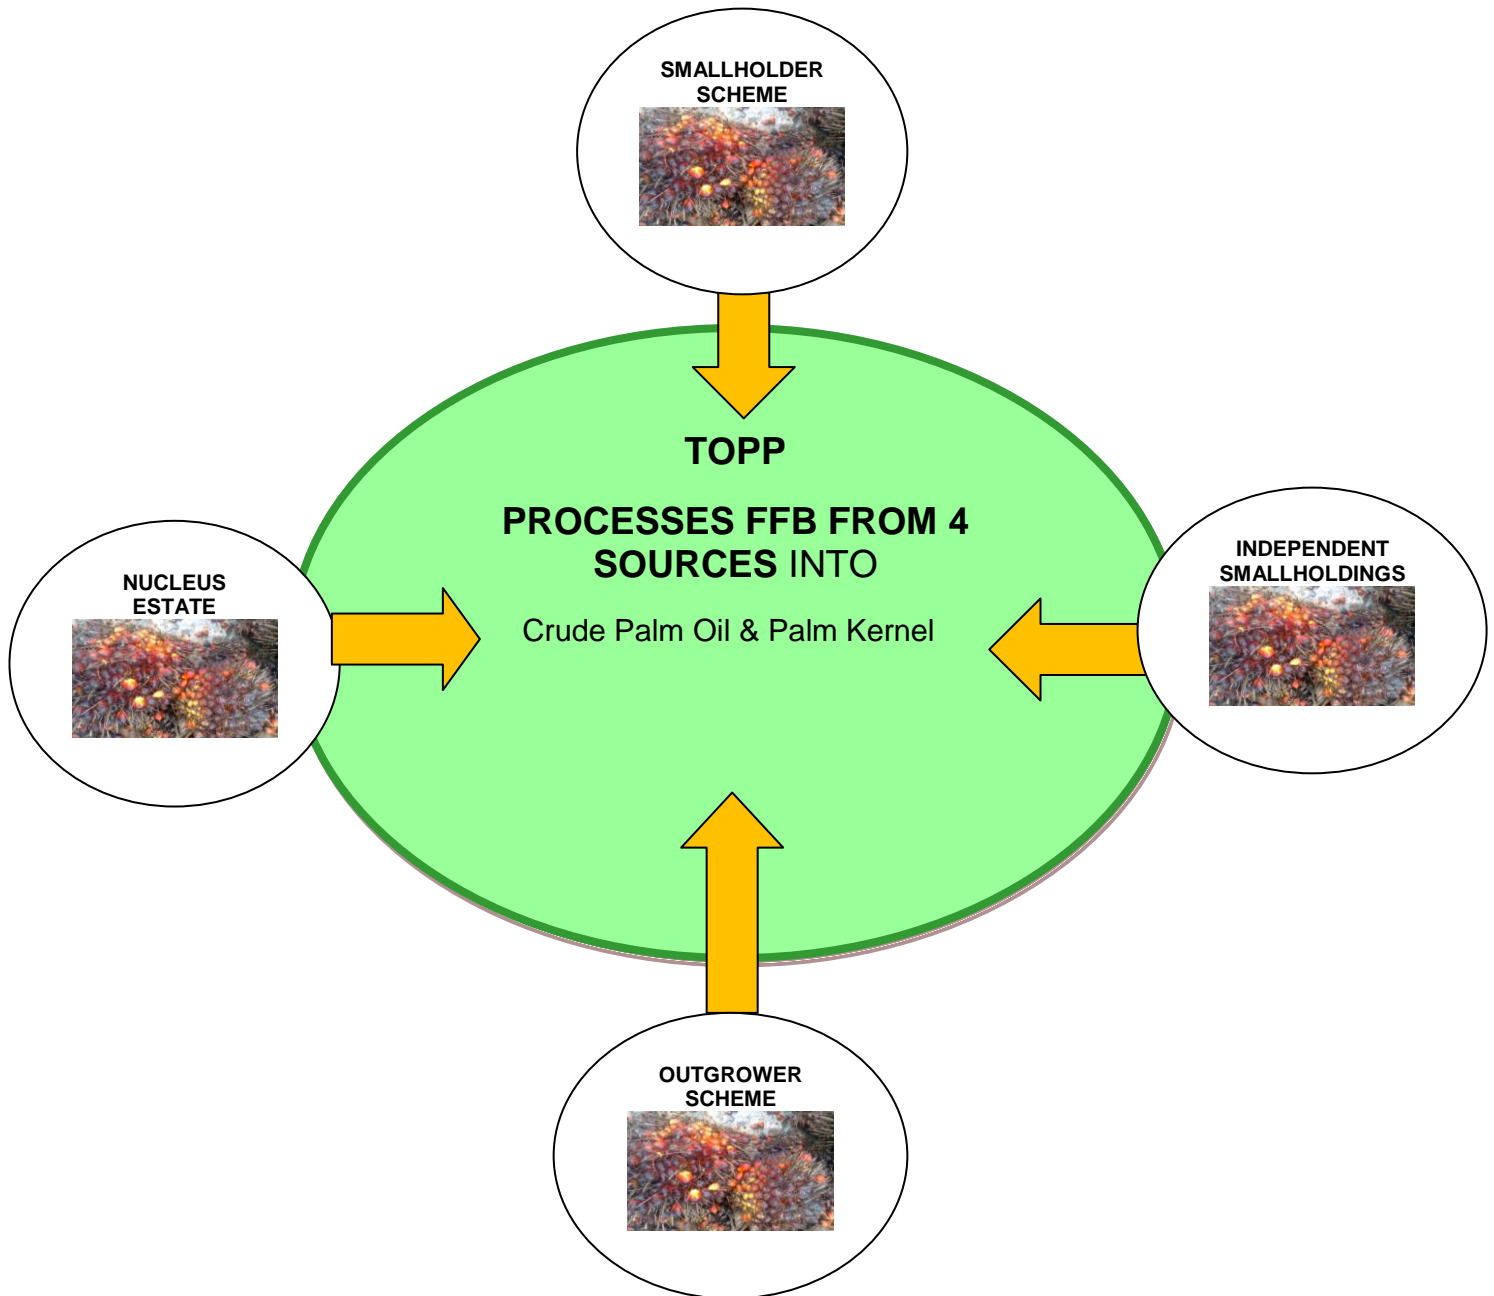 SMALLHOLDER
SCHEME
TOPP
PROCESSES FFB FROM 4
SOURCES INTO
Crude Palm Oil & Palm Kernel
NUCLEUS
ESTATE
INDEPENDENT
SMALLHOLDINGS
OUTGROWER
SCHEME